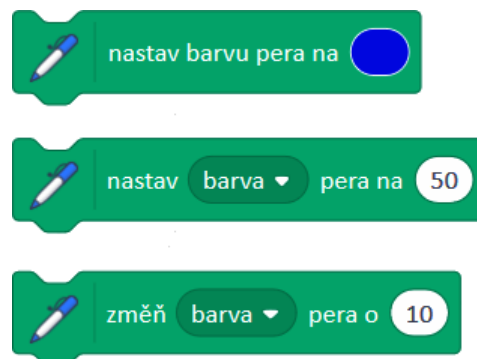 nastav barvu pera na
nastav barva pera na 50
změň barva pera o 10